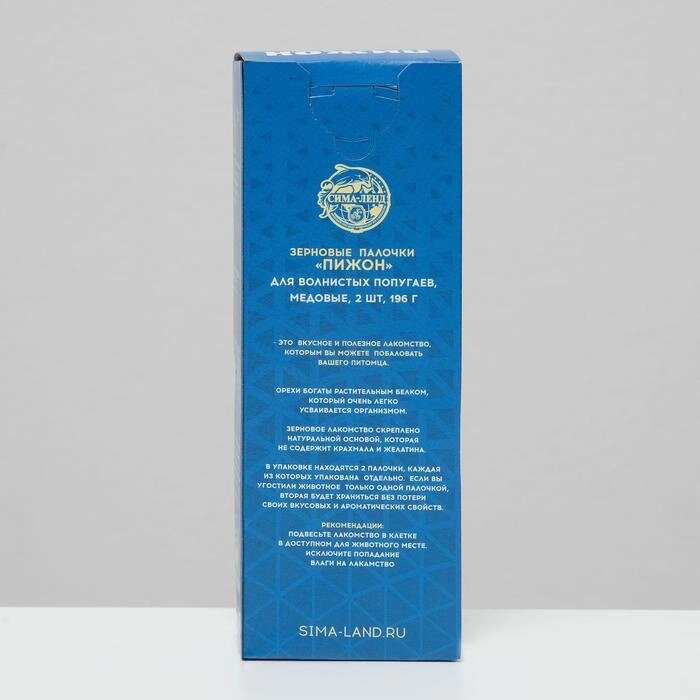 ПИЖОН
СИМА-ЛЕНД
ЗЕРНОВЫЕ ПАЛОЧКИ
«ПИЖОН»
ДЛЯ ВОЛНИСТЫХ ПОПУГАЕВ,
МЕДОВЫЕ, 2 ШТ, 196 Г
- ЭТО ВКУСНОЕ И ПОЛЕЗНОЕ ЛАКОМСТВО,
КОТОРЫМ ВЫ МОЖЕТЕ ПОБАЛОВАТЬ
ВАШЕГО ПИТОМЦА.
ОРЕХИ БОГАТЫ РАСТИТЕЛЬНЫМ БЕЛКОМ,
КОТОРЫЙ ОЧЕНЬ ЛЕГКО
УСВАИВАЕТСЯ ОРГАНИЗМОМ.
ЗЕРНОВОЕ ЛАКОМСТВО СКРЕПЛЕНО
НАТУРАЛЬНОЙ ОСНОВОЙ, КОТОРАЯ
НЕ СОДЕРЖИТ КРАХМАЛА И ЖЕЛАТИНА.
В УПАКОВКЕ НАХОДЯТСЯ 2 ПАЛОЧКИ, КАЖДАЯ
ИЗ КОТОРЫХ УПАКОВАНА ОТДЕЛЬНО. ЕСЛИ ВЫ
УГОСТИЛИ ЖИВОТНОЕ ТОЛЬКО ОДНОЙ ПАЛОЧКОЙ,
ВТОРАЯ БУДЕТ ХРАНИТЬСЯ БЕЗ ПОТЕРИ
СВОИХ ВКУСОВЫХ И АРОМАТИЧЕСКИХ СВОЙСТВ.
РЕКОМЕНДАЦИИ:
ПОДВЕСЬТЕ ЛАКОМСТВО В КЛЕТКЕ
В ДОСТУПНОМ ДЛЯ ЖИВОТНОГО МЕСТЕ.
ИСКЛЮЧИТЕ ПОПАДАНИЕ
ВЛАГИ НА ЛАКАМСТВО
SIMA-LAND.RU